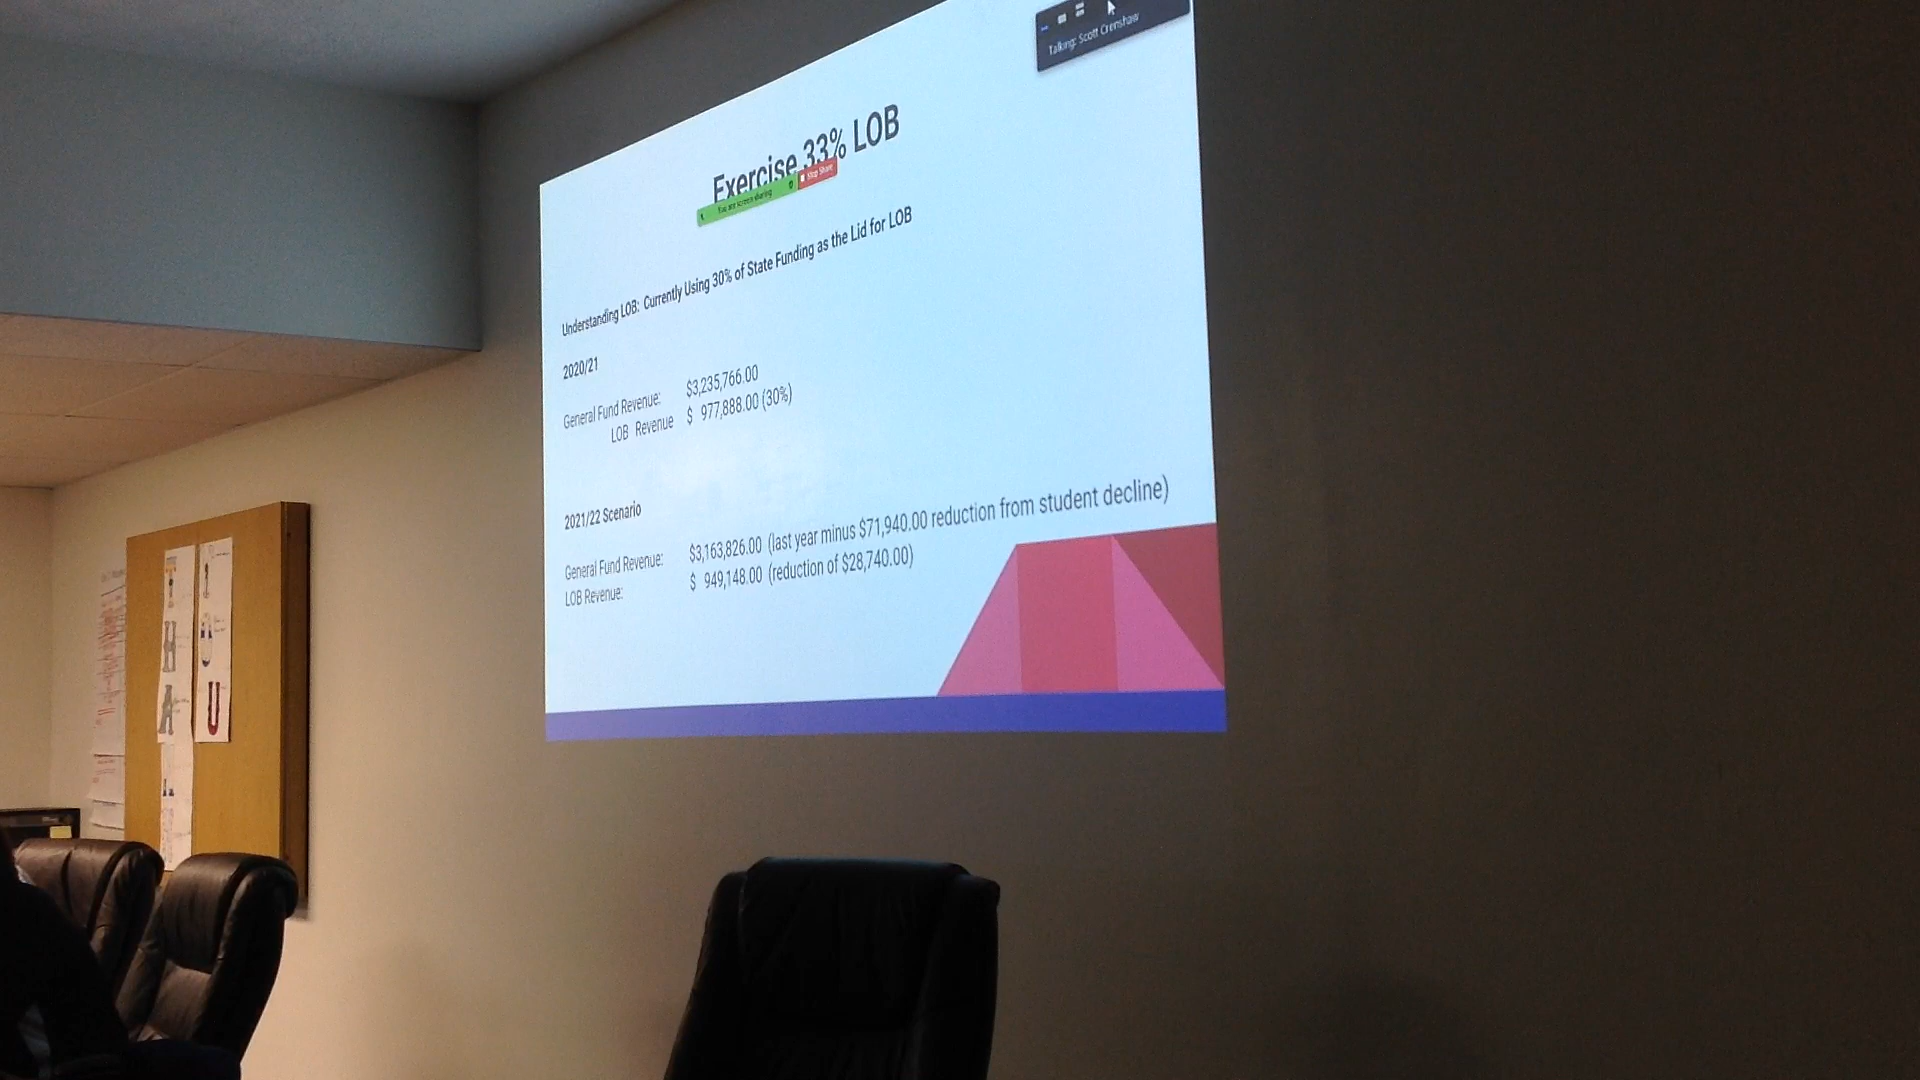 Talking: Scott Crenshaw
Exercise 33% LOB
You are screen sharing
Stop Share
Understanding LOB: Currently Using 30% of State Funding as the Lid for LOB
2020/21
General Fund Revenue: $3,235,766.00
LOB Revenue $ 977,888.00 (30%)
2021/22 Scenario
General Fund Revenue: $3,163,826.00 (last year minus $71,940.00 reduction from student decline)
LOB Revenue: $ 949,148.00 (reduction of $28,740.00)
H
A
U